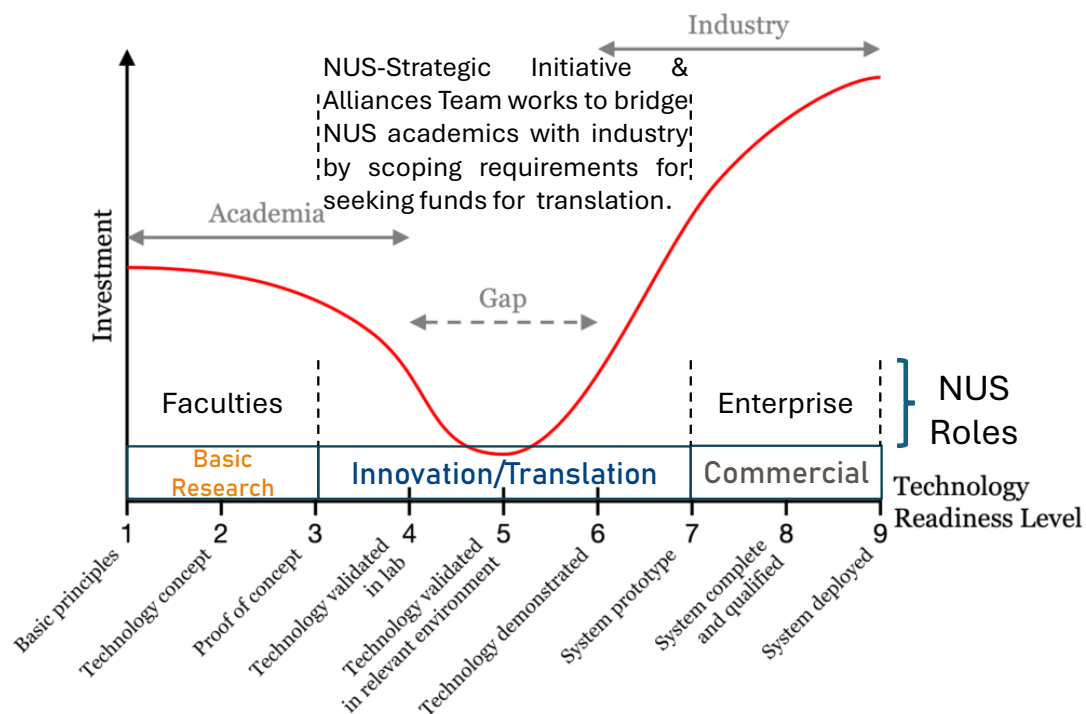 Industry
NUS-Strategic Initiative &
Alliances Team works to bridge
NUS academics with industry
by scoping requirements for
seeking funds for translation.
Academia
Investment
Gap
Faculties
Enterprise
NUS
Roles
Basic
Research
Innovation/Translation
Commercial
Technology
Readiness Level
1 2 3 4 5 6 7 8 9
Basic principles
Technology concept
Proof of concept
Technology validated
in lab
Technology validated
in relevant environment
Technology demonstrated
System prototype
System complete
and qualified
System deployed